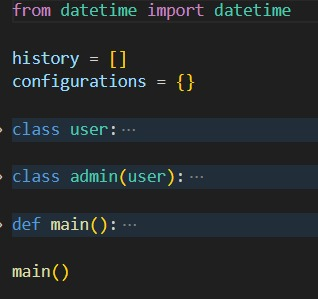 from datetime import datetime
history = []
configurations = {}
class user:···
class admin(user):···
def main():···
main()